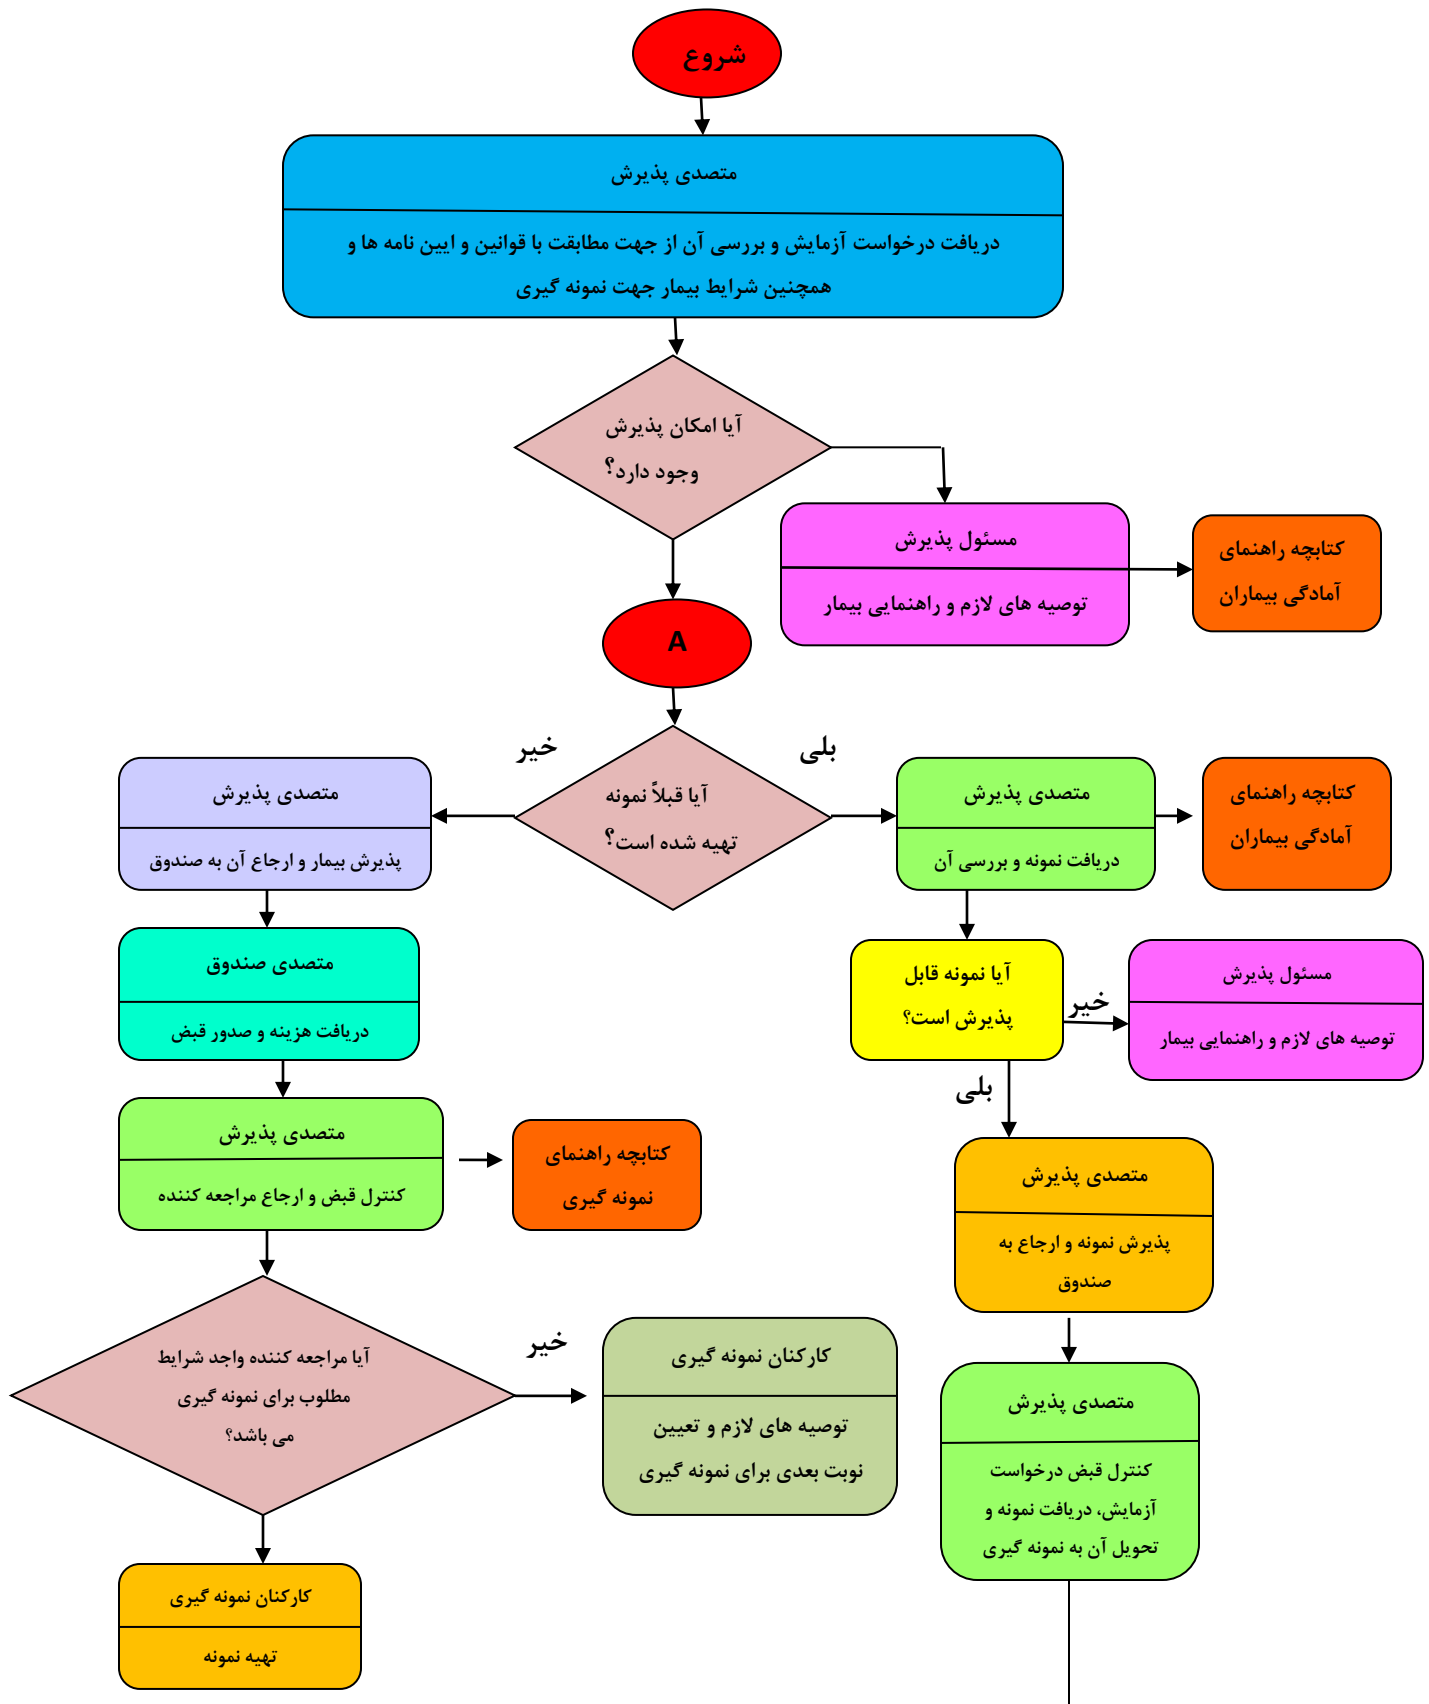 شروع
متصدی پذیرش
دریافت درخواست آزمایش و بررسی آن از جهت مطابقت با قوانین و ایین نامه ها و
همچنین شرایط بیمار جهت نمونه گیری
آیا امکان پذیرش
وجود دارد؟
مسئول پذیرش
توصیه های لازم و راهنمایی بیمار
کتابچه راهنمای
آمادگی بیماران
A
خیر
بلی
آیا قبلاً نمونه
تهیه شده است؟
متصدی پذیرش
دریافت نمونه و بررسی آن
کتابچه راهنمای
آمادگی بیماران
متصدی پذیرش
پذیرش بیمار و ارجاع آن به صندوق
آیا نمونه قابل
پذیرش است؟
خیر
مسئول پذیرش
توصیه های لازم و راهنمایی بیمار
متصدی صندوق
دریافت هزینه و صدور قبض
بلی
متصدی پذیرش
کنترل قبض و ارجاع مراجعه کننده
کتابچه راهنمای
نمونه گیری
متصدی پذیرش
پذیرش نمونه و ارجاع به
صندوق
آیا مراجعه کننده واجد شرایط
مطلوب برای نمونه گیری
می باشد؟
خیر
کارکنان نمونه گیری
توصیه های لازم و تعیین
نوبت بعدی برای نمونه گیری
متصدی پذیرش
کنترل قبض درخواست
آزمایش، دریافت نمونه و
تحویل آن به نمونه گیری
کارکنان نمونه گیری
تهیه نمونه